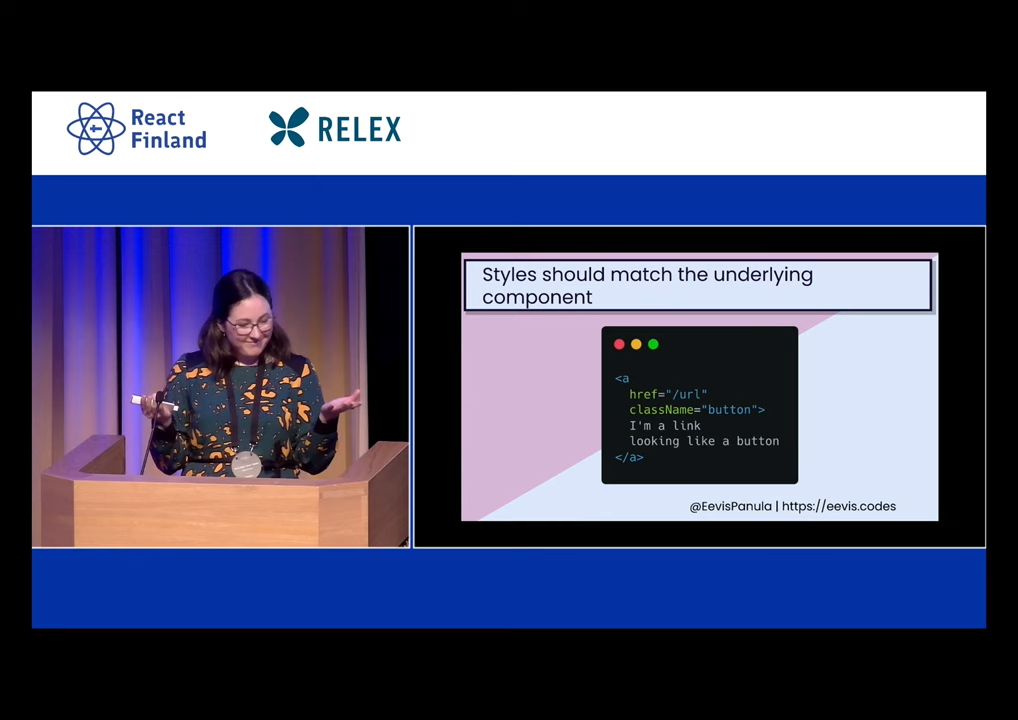 React
Finland
RELEX
Styles should match the underlying
component
<a
href="/url"
className="button">
I'm a link
looking like a button
</a>
@EevisPanula | https://eevis.codes